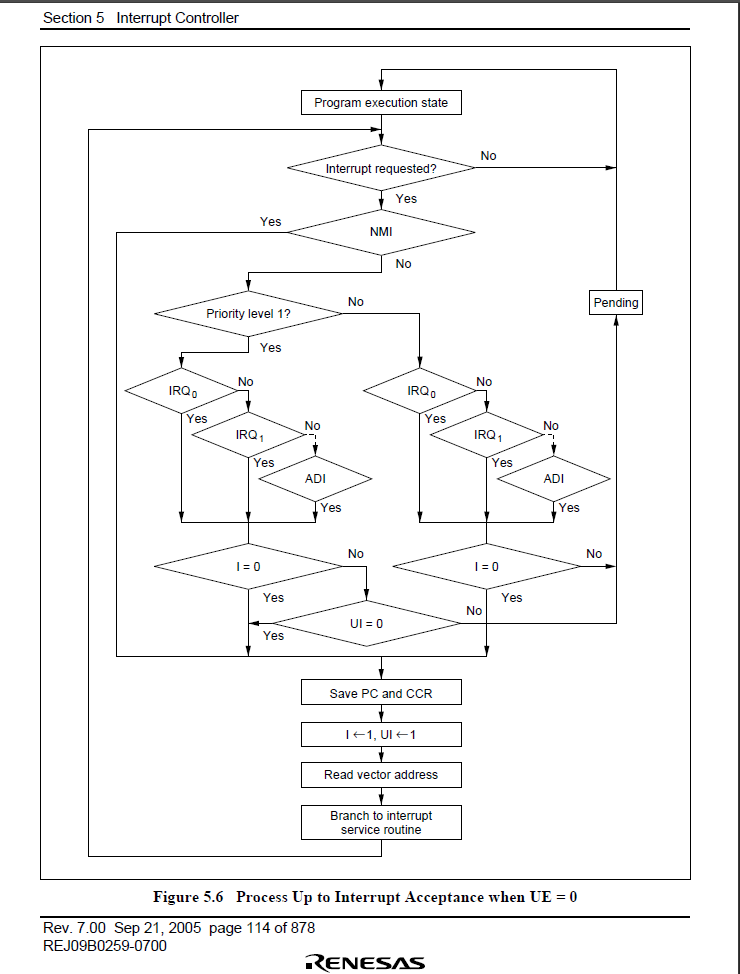 Section 5   Interrupt Controller
Program execution state
Interrupt requested?
No
Yes
NMI
Yes
No
Priority level 1?
No
Yes
Pending
IRQ0
No
Yes
IRQ1
No
Yes
ADI
Yes
IRQ0
No
Yes
IRQ1
No
Yes
ADI
Yes
I = 0
No
Yes
I = 0
No
Yes
UI = 0
No
Yes
Save PC and CCR
I ←1, UI ←1
Read vector address
Branch to interrupt
service routine
Figure 5.6   Process Up to Interrupt Acceptance when UE = 0
Rev. 7.00  Sep 21, 2005  page 114 of 878
REJ09B0259-0700
RENESAS